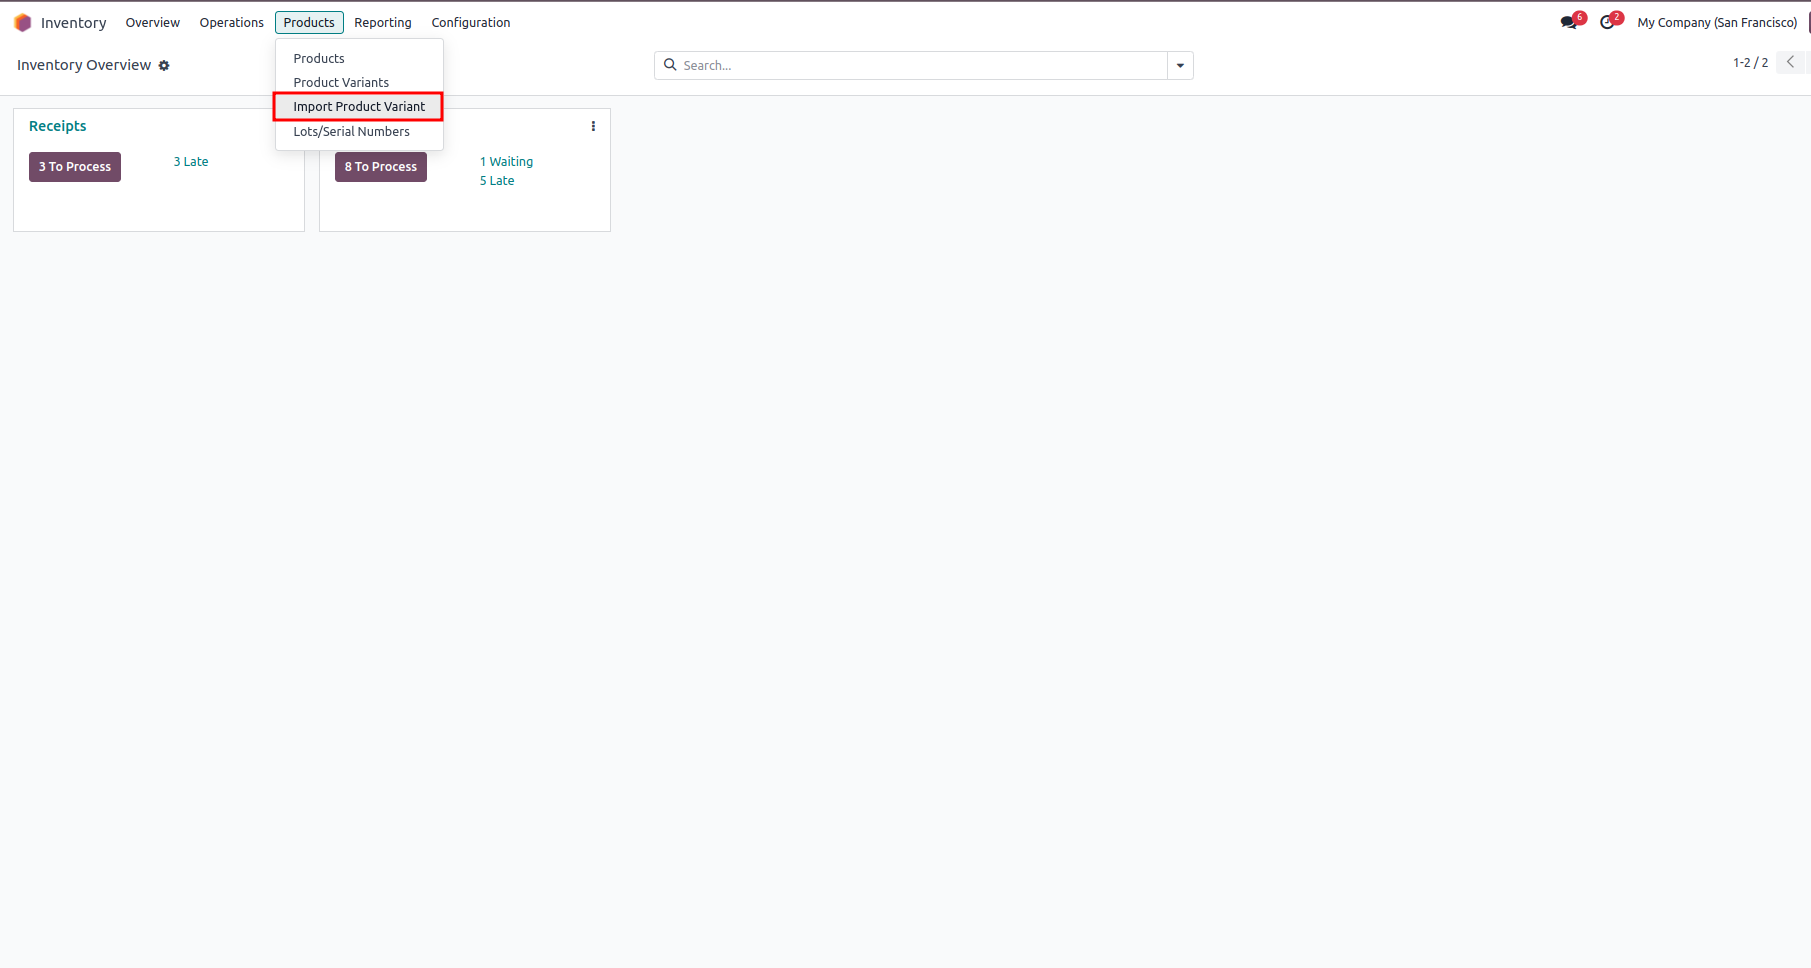 Inventory Overview Operations Products Reporting Configuration 6 2 My Company (San Francisco)
Inventory Overview Search... 1-2 / 2
Products
Product Variants
Import Product Variant
Lots/Serial Numbers
Receipts
3 To Process 3 Late
8 To Process 1 Waiting
5 Late